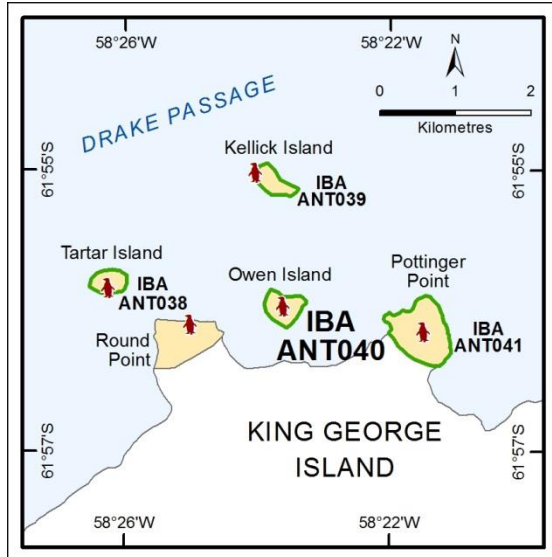 58°26'W
58°22'W
N
0 1 2
Kilometres
DRAKE PASSAGE
61°55'S
61°55'S
Kellick Island
IBA
ANT039
Tartar Island
IBA
ANT038
Owen Island
IBA
ANT040
Pottinger
Point
IBA
ANT041
Round
Point
61°57'S
61°57'S
KING GEORGE
ISLAND
58°26'W
58°22'W